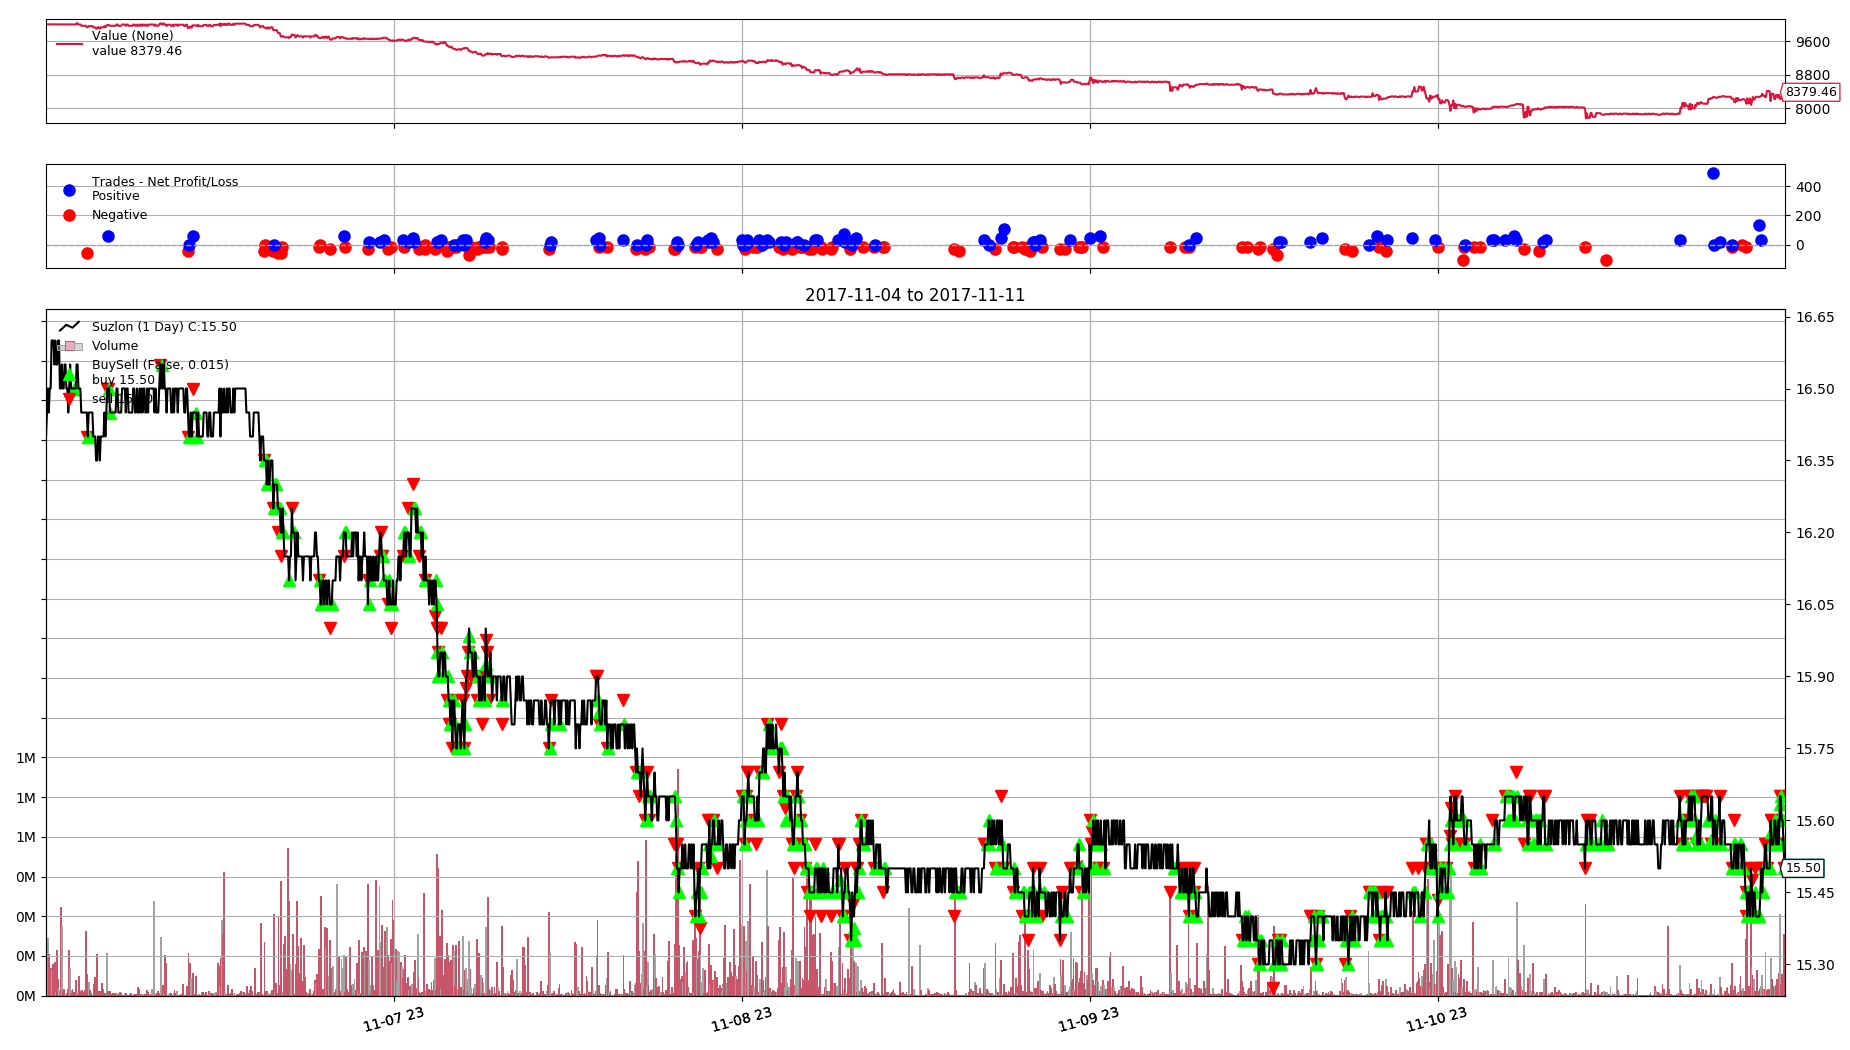 Value (None)
value 8379.46
9600
8800
8379.46
8000
Trades - Net Profit/Loss
Positive
Negative
400
200
0
2017-11-04 to 2017-11-11
Suzlon (1 Day) C:15.50
Volume
BuySell (False, 0.015)
buy 15.50
16.65
16.50
16.35
16.20
16.05
15.90
15.75
15.60
15.50
15.45
15.30
1M
1M
1M
0M
0M
0M
0M
11-07 23
11-08 23
11-09 23
11-10 23